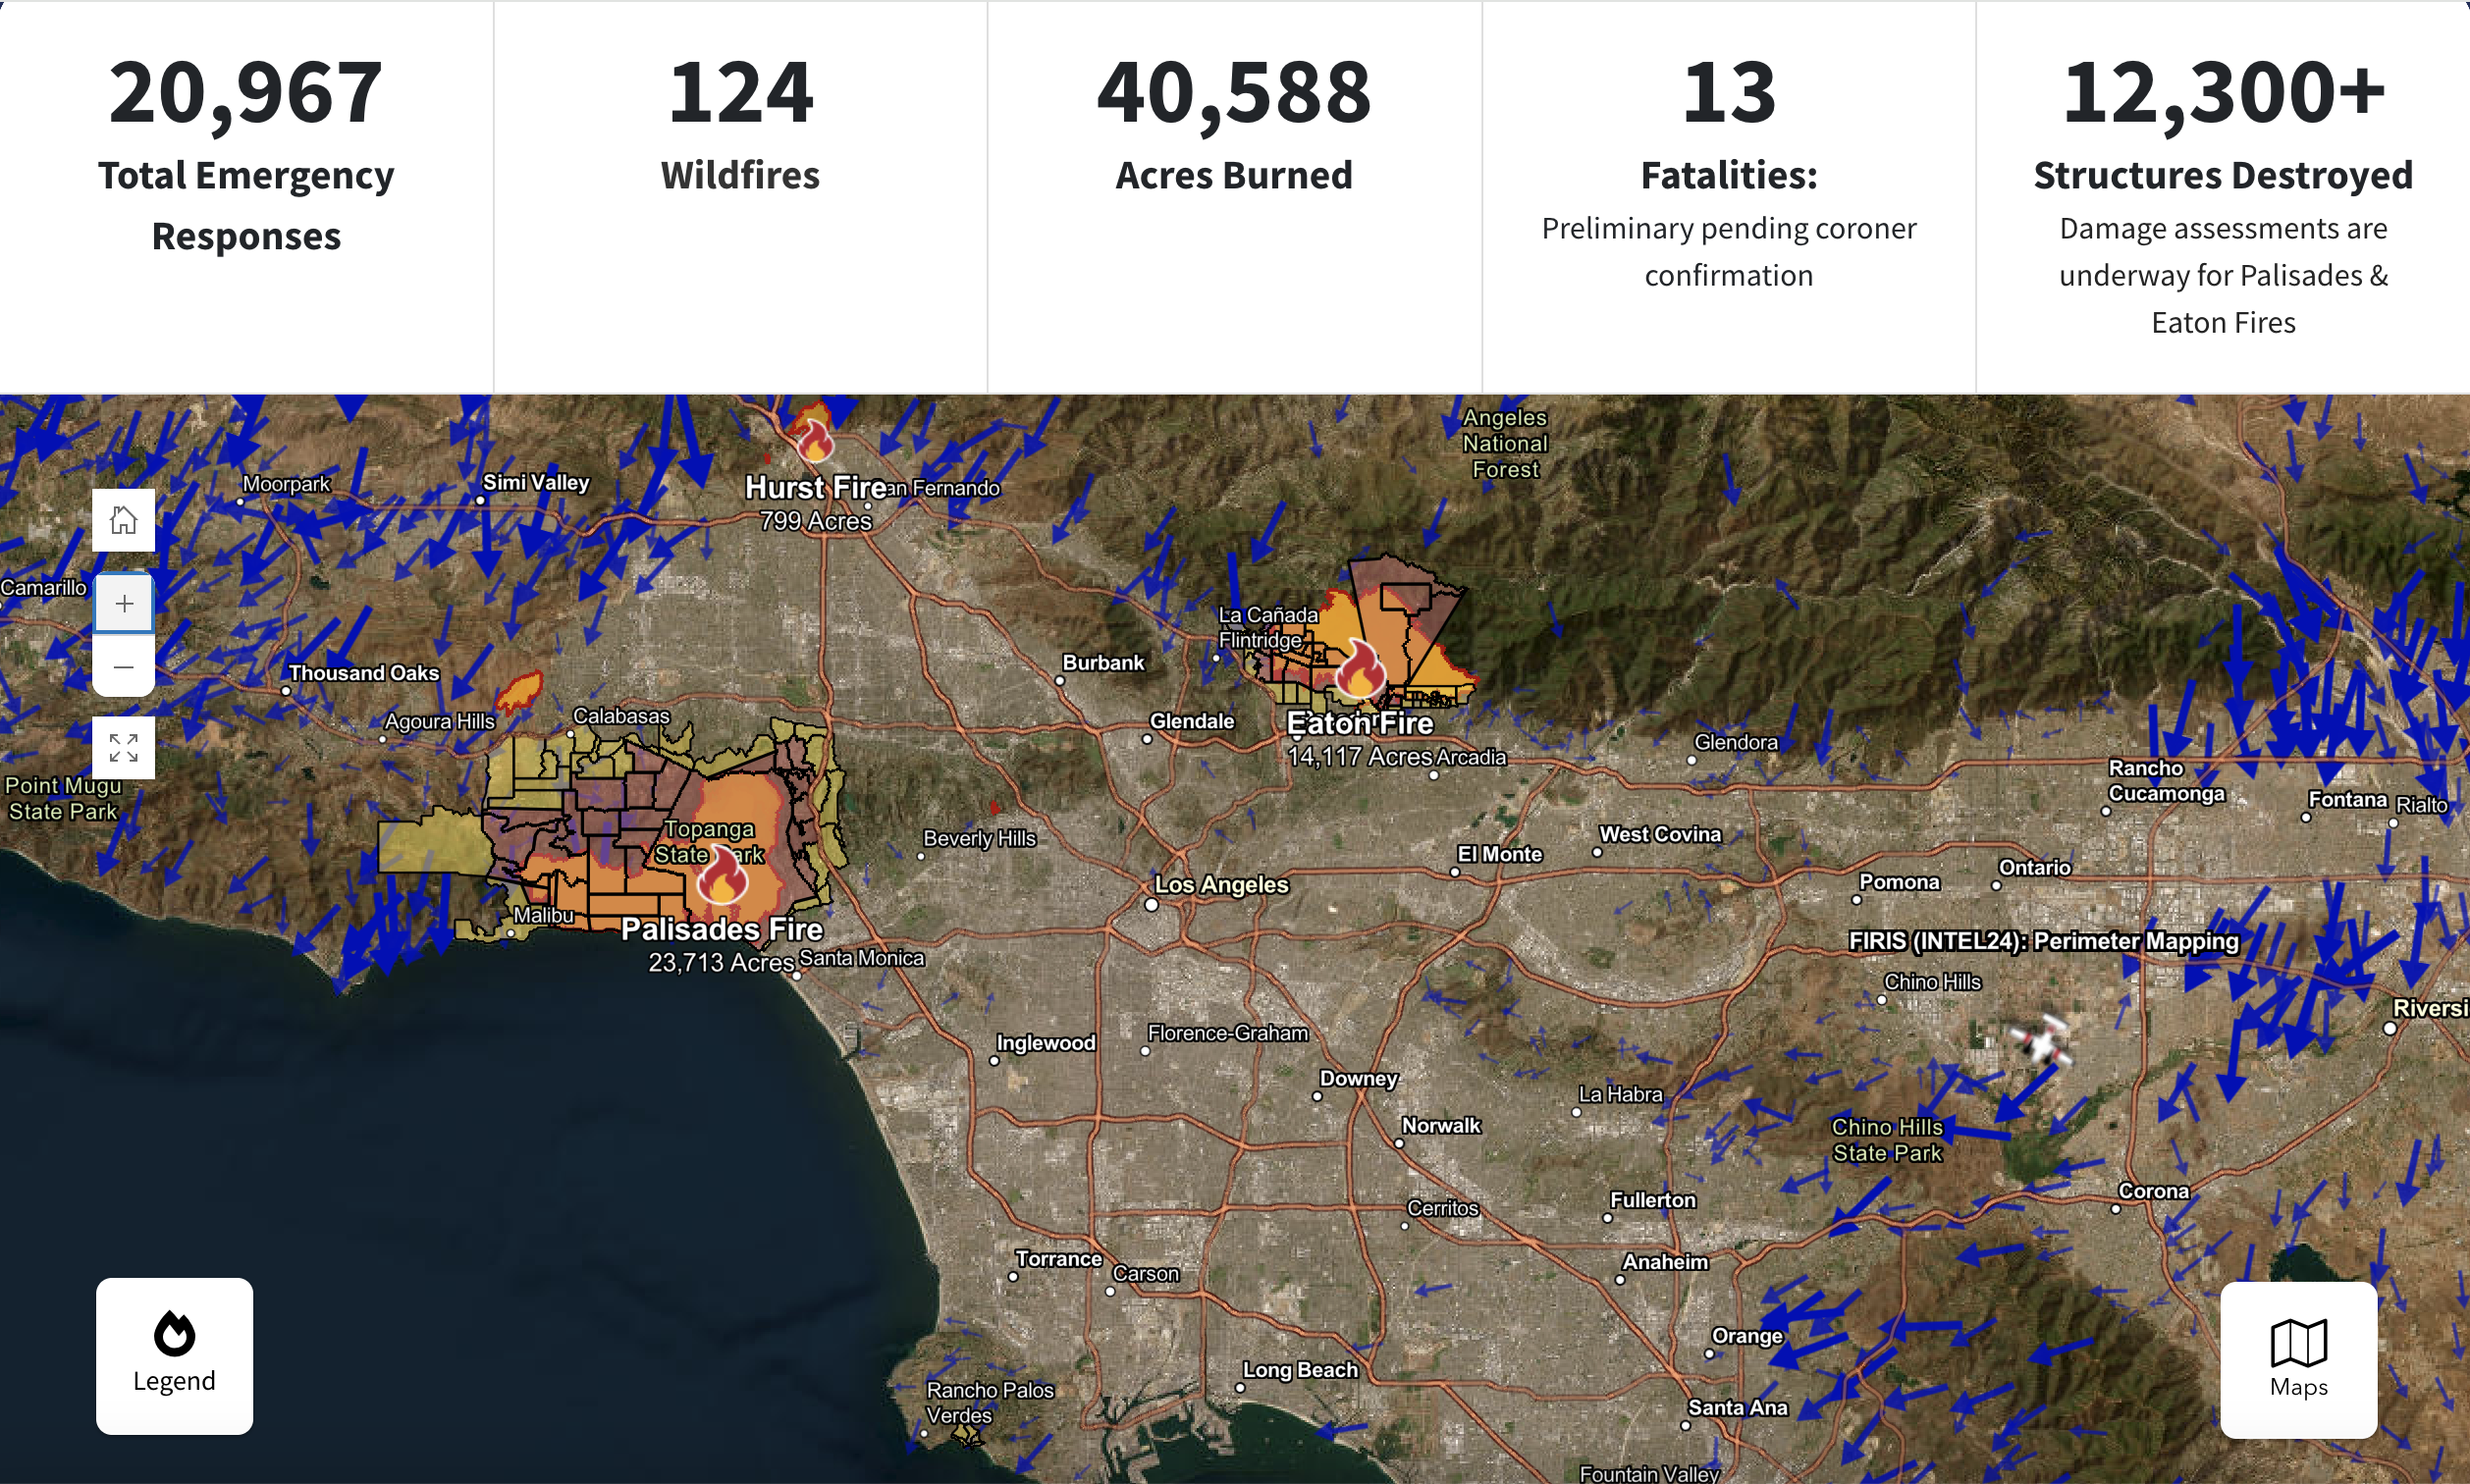 20,967
Total Emergency
Responses
124
Wildfires
40,588
Acres Burned
13
Fatalities:
Preliminary pending coroner
confirmation
12,300+
Structures Destroyed
Damage assessments are
underway for Palisades &
Eaton Fires
Angeles
National
Forest
Moorpark
Simi Valley
Hurst Fire
an Fernando
799 Acres
Camarillo
La Cañada
Flintridge
Burbank
Thousand Oaks
Agoura Hills
Calabasas
Glendale
Eaton Fire
14,117 Acres
Arcadia
Glendora
Point Mugu
State Park
Rancho
Cucamonga
Fontana
Rialto
Topanga
State Park
Beverly Hills
West Covina
El Monte
Los Angeles
Pomona
Ontario
Malibu
Palisades Fire
23,713 Acres
Santa Monica
FIRIS (INTEL24): Perimeter Mapping
Chino Hills
Riversi
Inglewood
Florence-Graham
Downey
La Habra
Norwalk
Chino Hills
State Park
Corona
Fullerton
Cerritos
Torrance
Carson
Anaheim
Orange
Long Beach
Rancho Palos
Verdes
Santa Ana
Fountain Valley
Legend
Maps